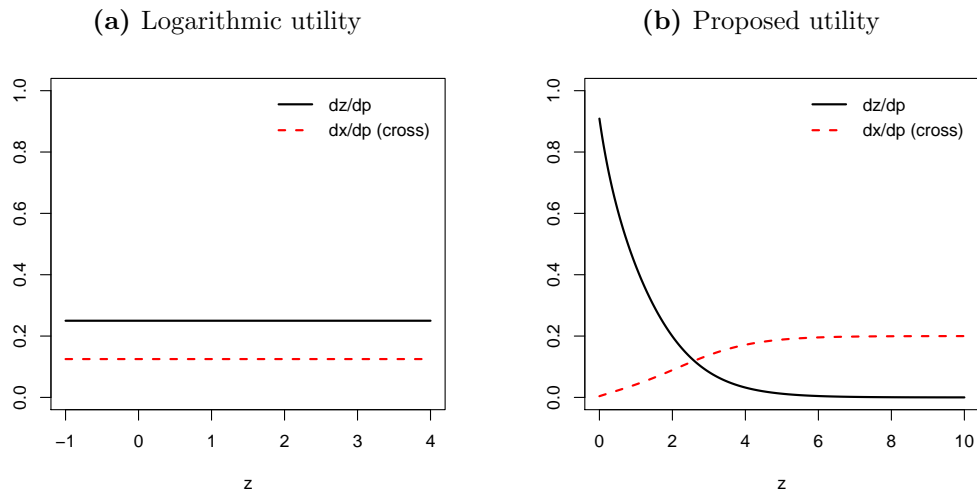 (a) Logarithmic utility
1.0
0.8
0.6
0.4
0.2
0.0
dz/dp
dx/dp (cross)
−1 0 1 2 3 4
z
(b) Proposed utility
1.0
0.8
0.6
0.4
0.2
0.0
dz/dp
dx/dp (cross)
0 2 4 6 8 10
z